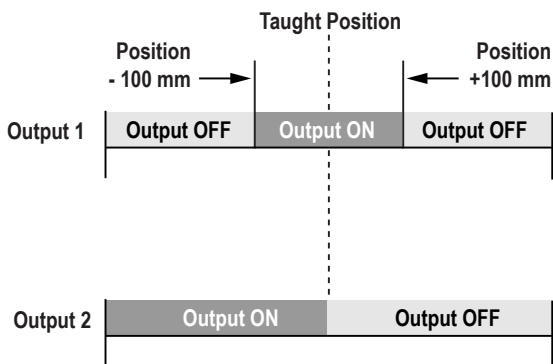 Taught Position
Position
- 100 mm
Position
+100 mm
Output 1
Output OFF
Output ON
Output OFF
Output 2
Output ON
Output OFF